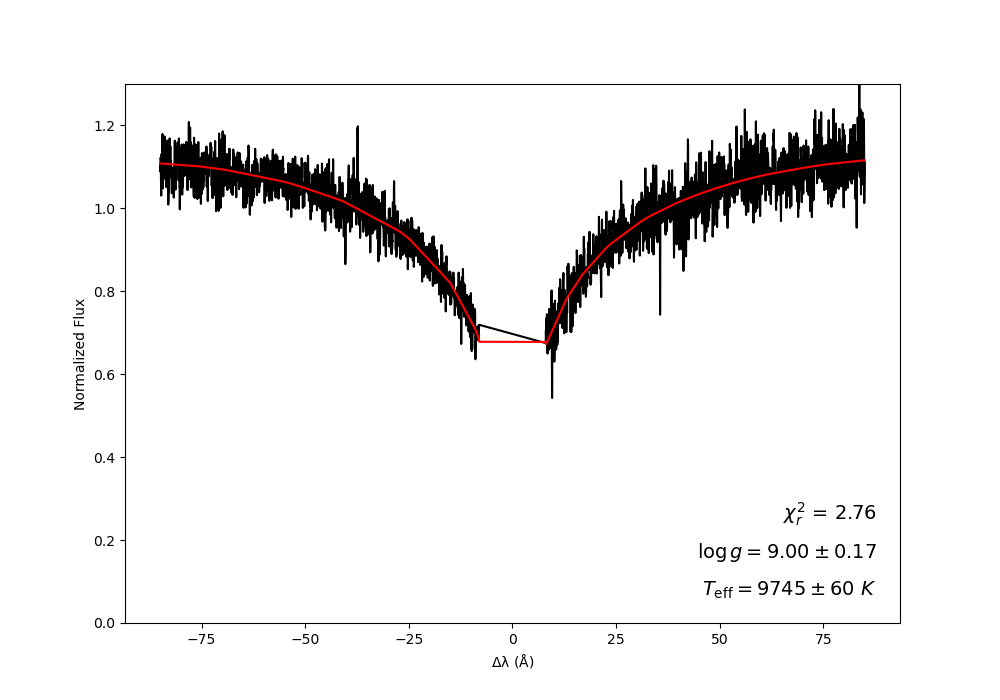 1.2
1.0
0.8
0.6
0.4
0.2
0.0
Normalized Flux
χ²ᵣ = 2.76
log g = 9.00 ± 0.17
T_eff = 9745 ± 60 K
−75 −50 −25 0 25 50 75
Δλ (Å)